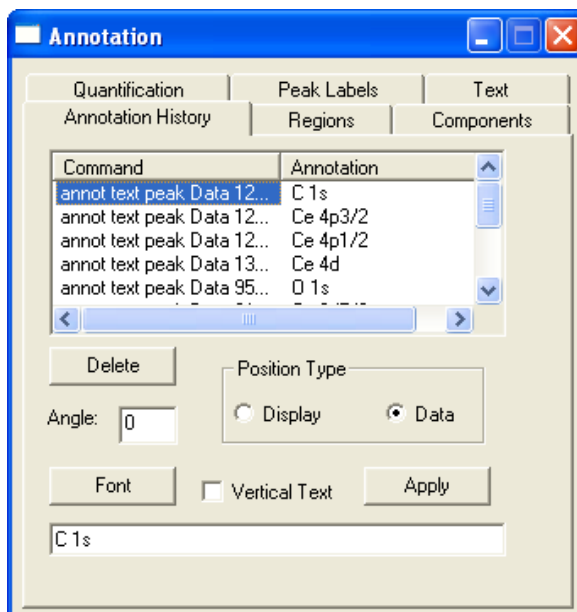 Annotation
Quantification Peak Labels Text
Annotation History Regions Components
Command Annotation
annot text peak Data 12... C 1s
annot text peak Data 12... Ce 4p3/2
annot text peak Data 12... Ce 4p1/2
annot text peak Data 13... Ce 4d
annot text peak Data 95... O 1s
Delete
Position Type
Angle: 0 Display Data
Font Vertical Text Apply
C 1s